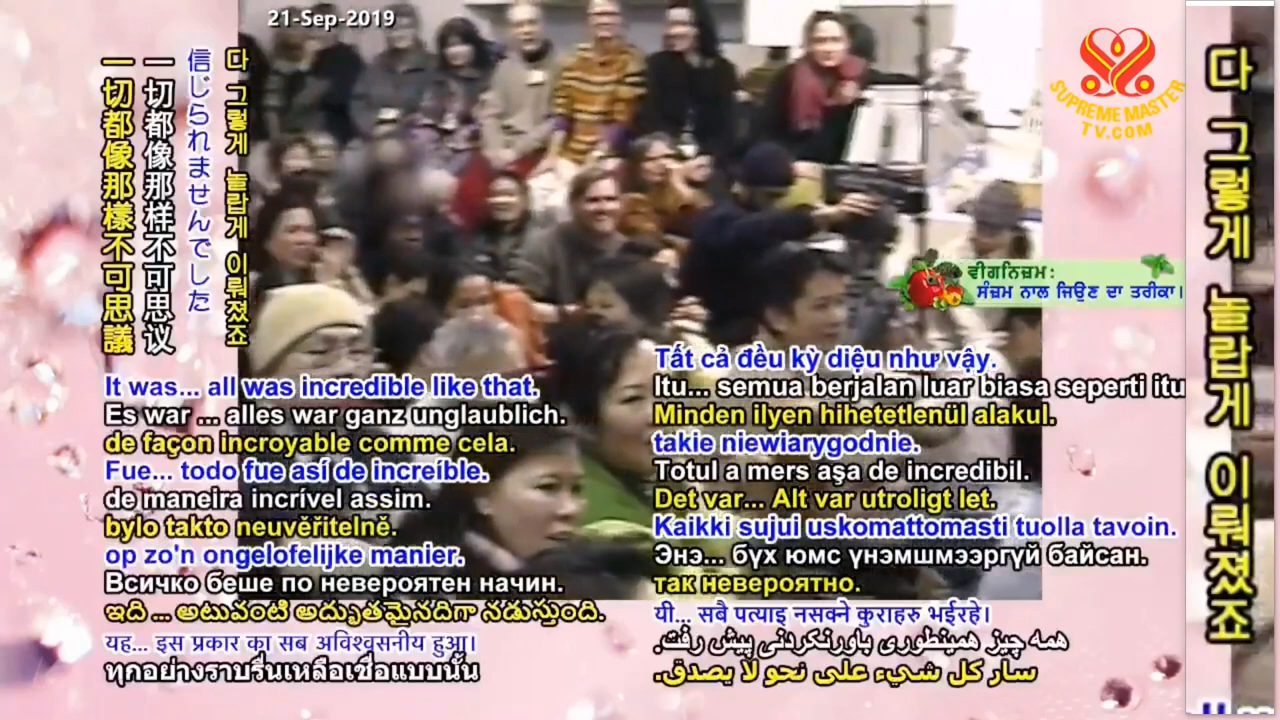 21-Sep-2019
SUPREME MASTER
TV.COM
다 그렇게 놀랍게 이뤄졌죠
信じられませんでした
一切都像那样不可思议
一切都像那樣不可思議
다 그렇게 놀랍게 이뤄졌죠
ਵੀਗਨਿਜ਼ਮ:
ਸੰਜ਼ਮ ਨਾਲ ਜਿਉਣ ਦਾ ਤਰੀਕਾ।
It was... all was incredible like that.
Es war ... alles war ganz unglaublich.
de façon incroyable comme cela.
Fue... todo fue así de increíble.
de maneira incrível assim.
bylo takto neuvěřitelně.
op zo'n ongelofelijke manier.
Всичко беше по невероятен начин.
ఇది ... అటువంటి అద్భుతమైనదిగా నడుస్తుంది.
यह... इस प्रकार का सब अविश्वसनीय हुआ।
ทุกอย่างราบรื่นเหลือเชื่อแบบนั้น
Tất cả đều kỳ diệu như vậy.
Itu... semua berjalan luar biasa seperti itu
Minden ilyen hihetetlenül alakul.
takie niewiarygodnie.
Totul a mers aşa de incredibil.
Det var... Alt var utroligt let.
Kaikki sujui uskomattomasti tuolla tavoin.
Энэ... бүх юмс үнэмшмээргүй байсан.
так невероятно.
यी... सबै पत्याइ नसक्ने कुराहरु भईरहे।
همه چیز همینطوری باورنکردنی پیش رفت.
سار كل شيء على نحو لا يصدق.